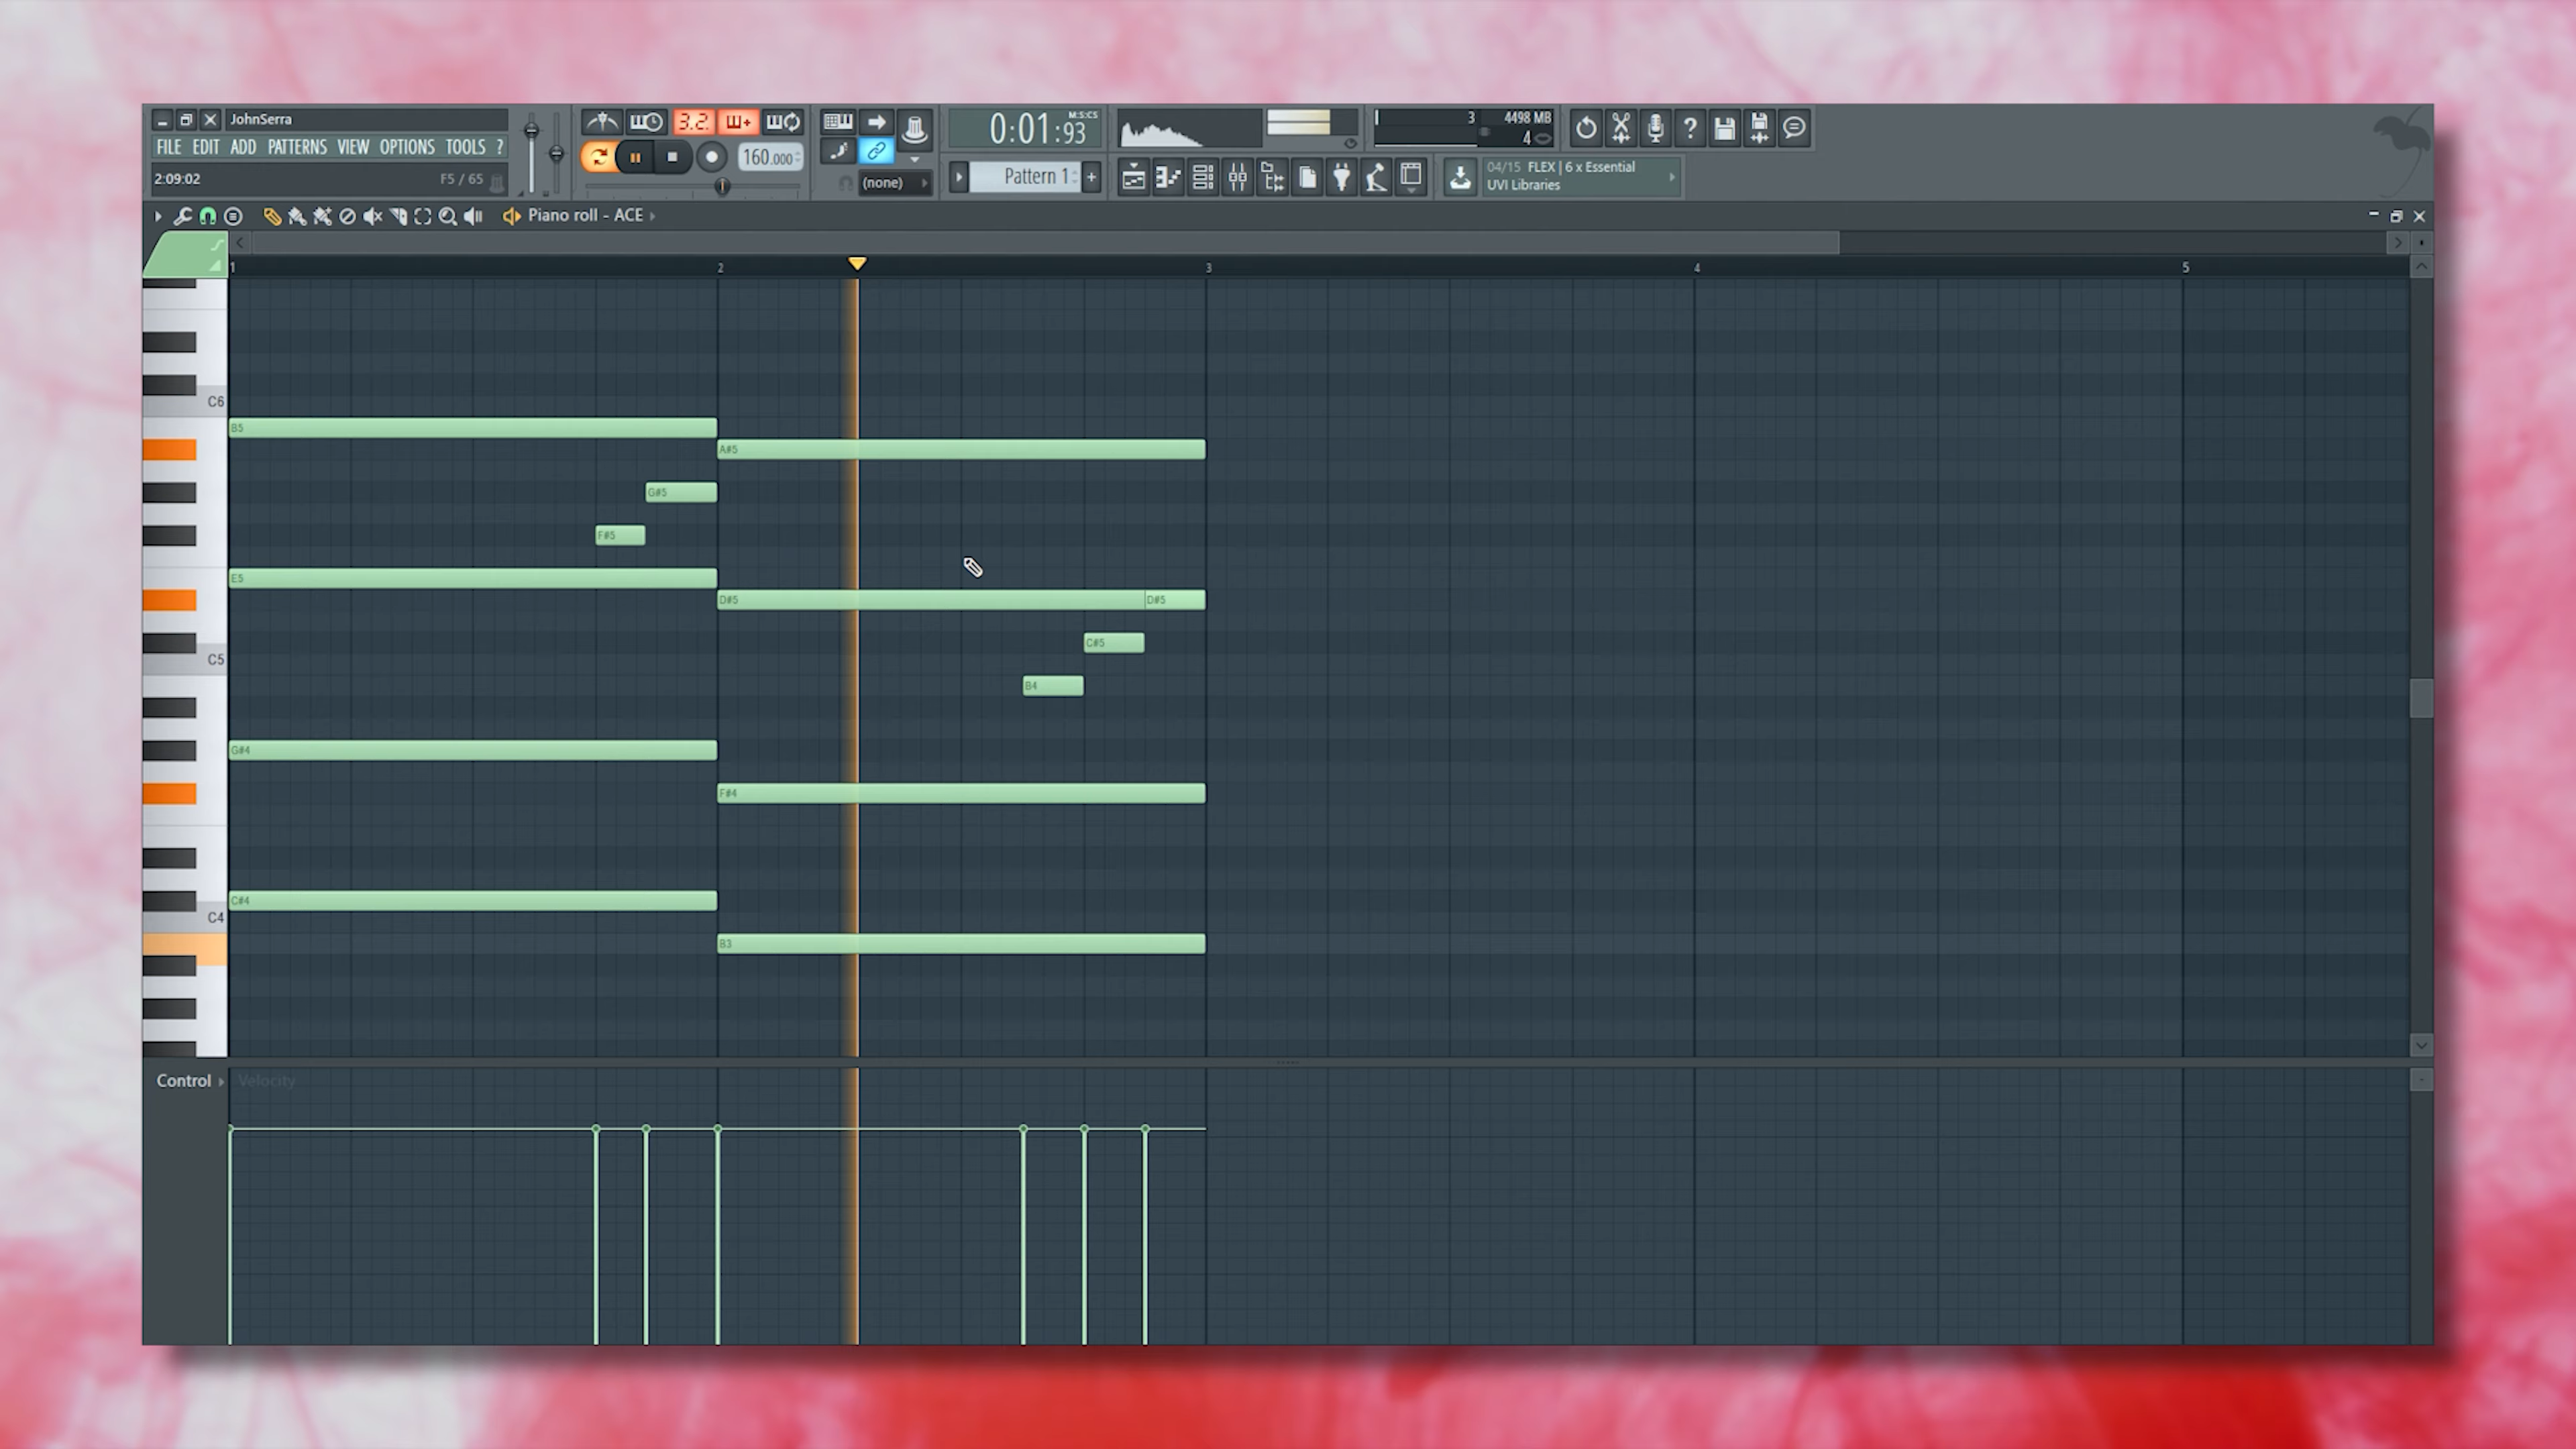 JohnSerra
FILE EDIT ADD PATTERNS VIEW OPTIONS TOOLS ?
2:09:02 F5 / 65
3.2.
160.000
(none)
0:01:93 M:S:CS
Pattern 1
3 4498 MB
4
04/15 FLEX | 6 x Essential
UVI Libraries
Piano roll - ACE
1 2 3 4 5
C6
B5
A#5
G#5
F#5
E5
D#5 D#5
C#5
C5
B4
G#4
F#4
C#4
C4
B3
Control Velocity